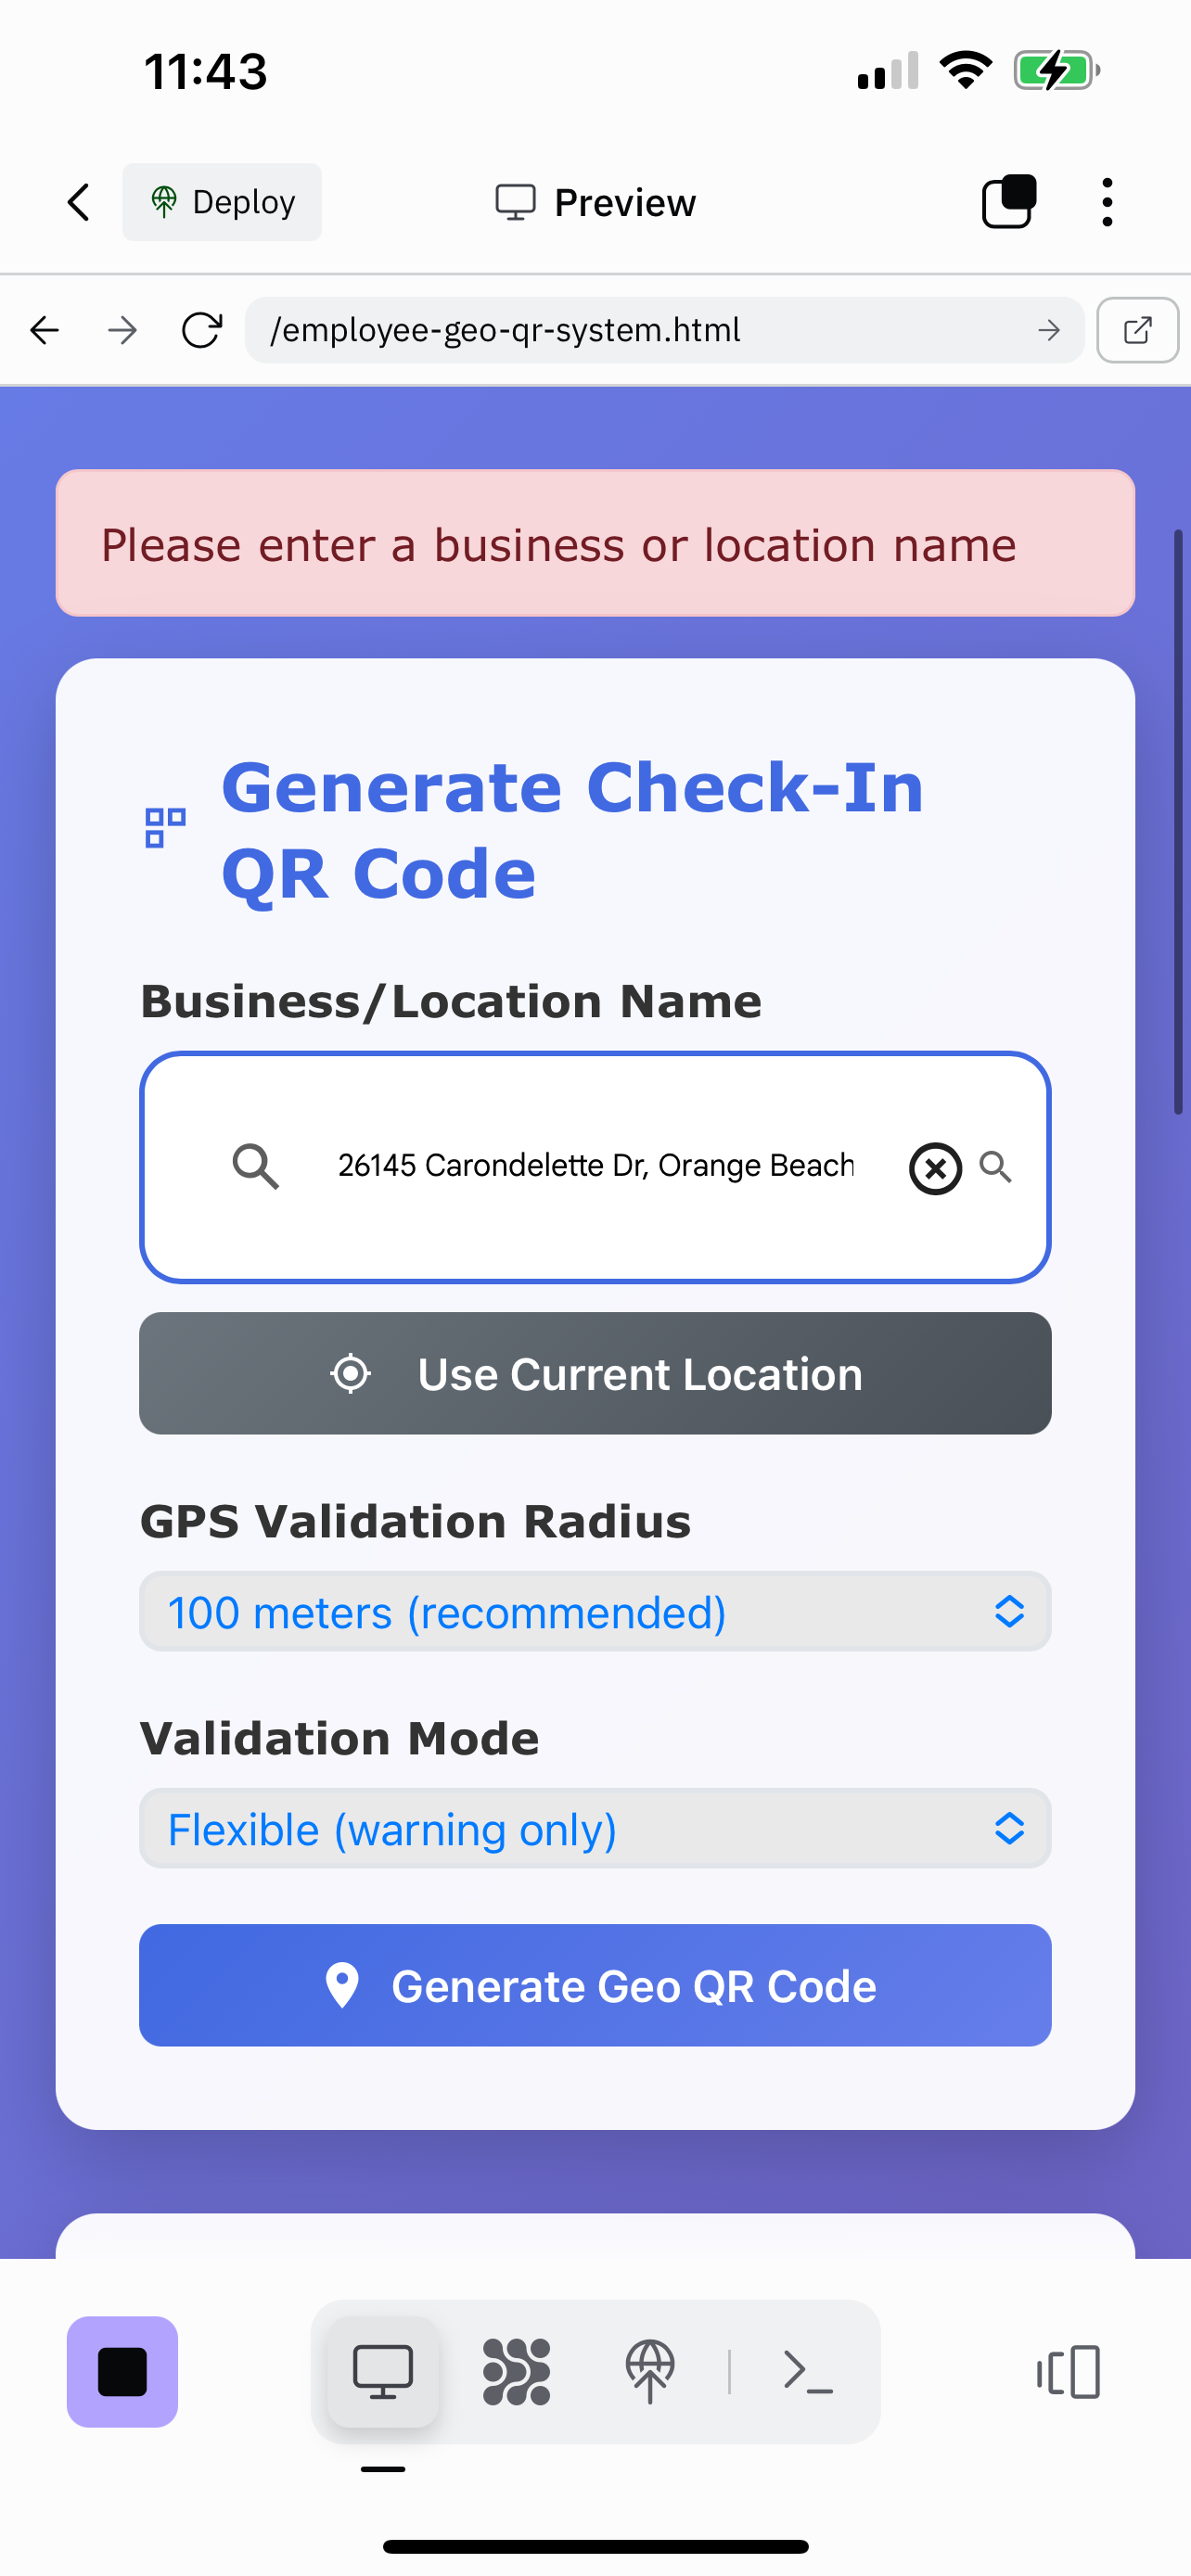 11:43
Deploy
Preview
/employee-geo-qr-system.html
Please enter a business or location name
Generate Check-In
QR Code
Business/Location Name
26145 Carondelette Dr, Orange Beach
Use Current Location
GPS Validation Radius
100 meters (recommended)
Validation Mode
Flexible (warning only)
Generate Geo QR Code